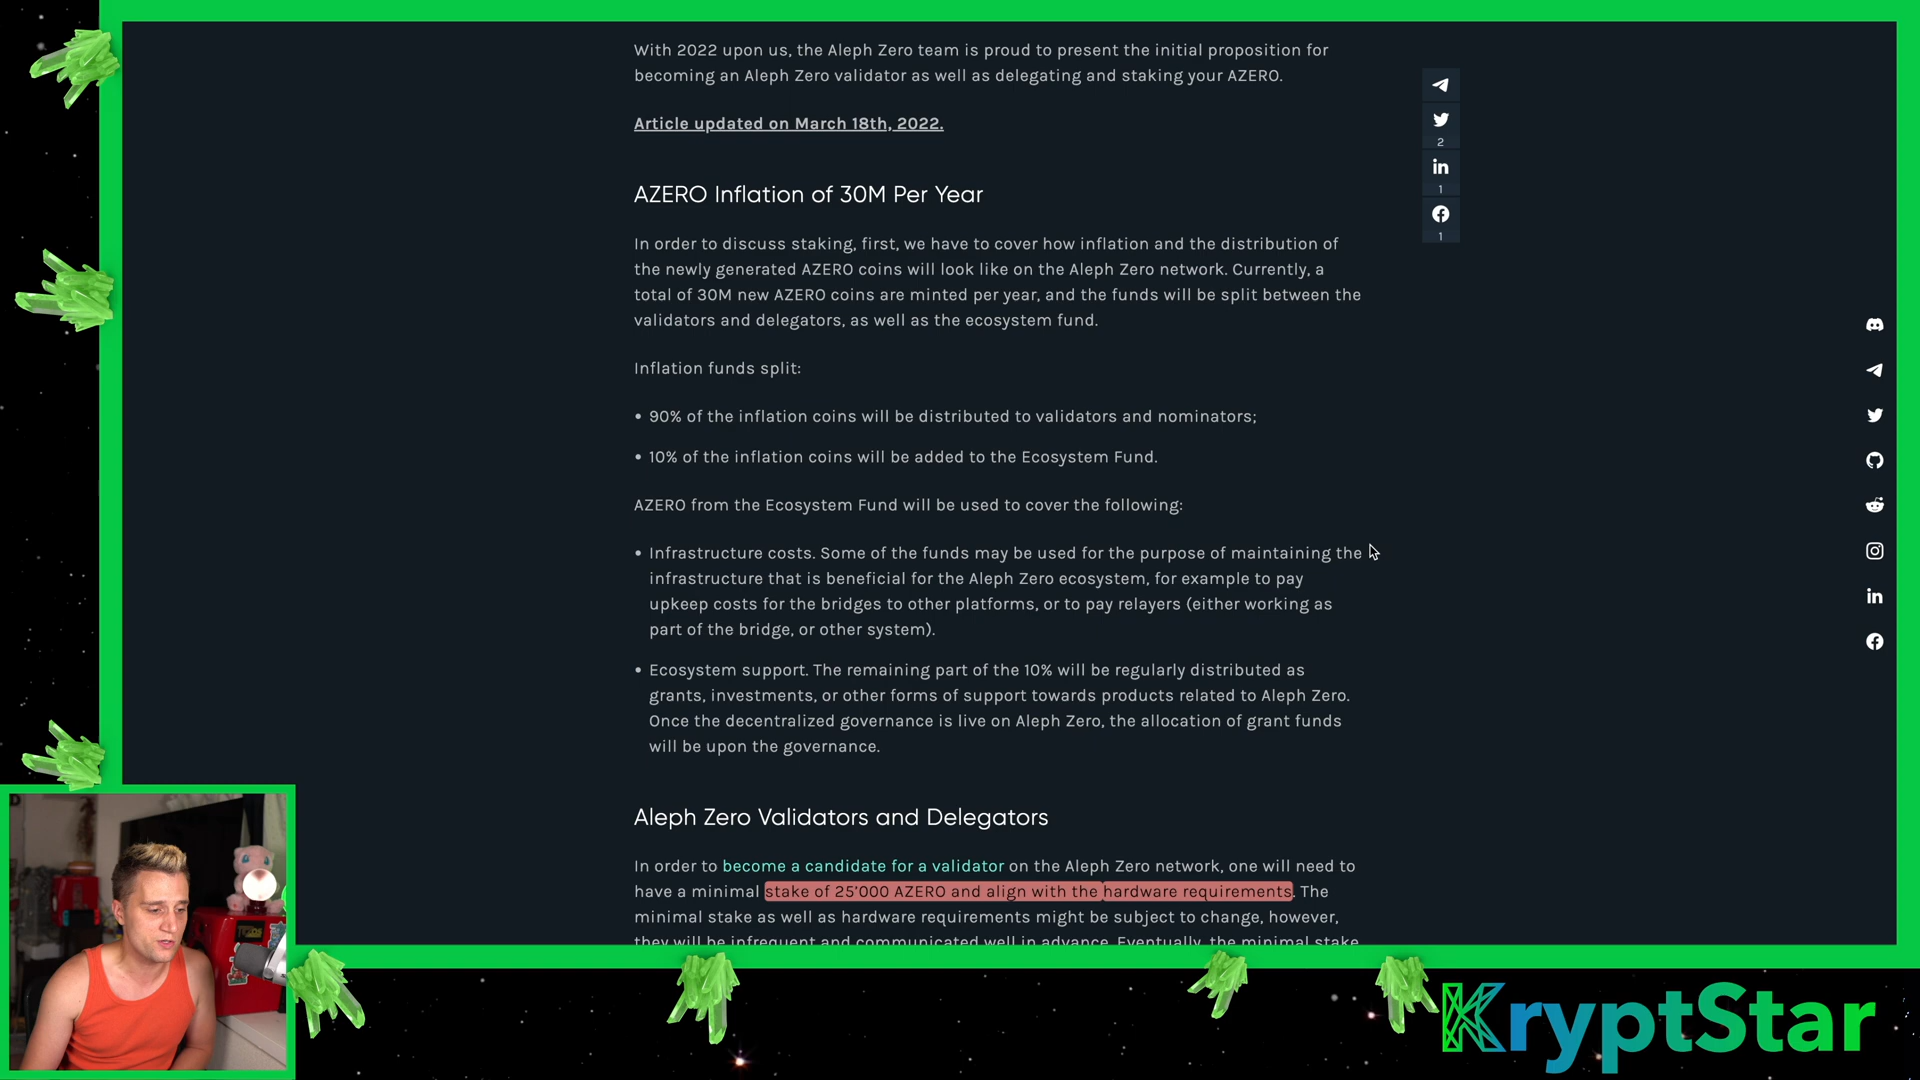 With 2022 upon us, the Aleph Zero team is proud to present the initial proposition for
becoming an Aleph Zero validator as well as delegating and staking your AZERO.
Article updated on March 18th, 2022.
2
1
1
AZERO Inflation of 30M Per Year
In order to discuss staking, first, we have to cover how inflation and the distribution of
the newly generated AZERO coins will look like on the Aleph Zero network. Currently, a
total of 30M new AZERO coins are minted per year, and the funds will be split between the
validators and delegators, as well as the ecosystem fund.
Inflation funds split:
• 90% of the inflation coins will be distributed to validators and nominators;
• 10% of the inflation coins will be added to the Ecosystem Fund.
AZERO from the Ecosystem Fund will be used to cover the following:
• Infrastructure costs. Some of the funds may be used for the purpose of maintaining the
infrastructure that is beneficial for the Aleph Zero ecosystem, for example to pay
upkeep costs for the bridges to other platforms, or to pay relayers (either working as
part of the bridge, or other system).
• Ecosystem support. The remaining part of the 10% will be regularly distributed as
grants, investments, or other forms of support towards products related to Aleph Zero.
Once the decentralized governance is live on Aleph Zero, the allocation of grant funds
will be upon the governance.
Aleph Zero Validators and Delegators
In order to become a candidate for a validator on the Aleph Zero network, one will need to
have a minimal stake of 25'000 AZERO and align with the hardware requirements. The
minimal stake as well as hardware requirements might be subject to change, however,
they will be infrequent and communicated well in advance. Eventually, the minimal stake
KryptStar